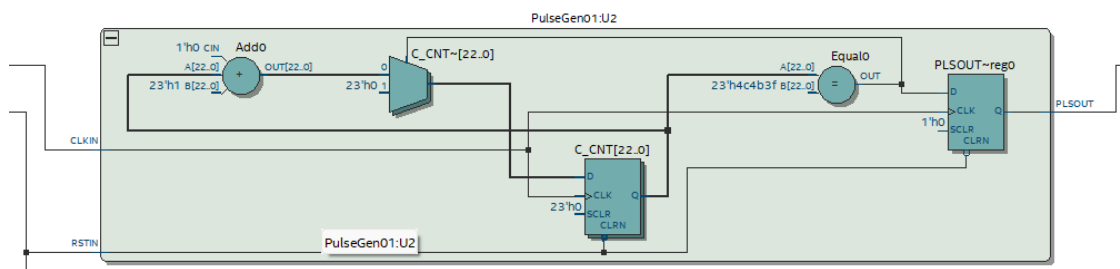 PulseGen01:U2
1'h0 CIN
Add0
A[22..0]
OUT[22..0]
23'h1 B[22..0]
C_CNT~[22..0]
0
23'h0 1
A[22..0]
Equal0
OUT
23'h4c4b3f B[22..0]
PLSOUT~reg0
D
CLK
Q
1'h0
SCLR
CLRN
PLSOUT
CLKIN
C_CNT[22..0]
D
CLK
Q
23'h0
SCLR
CLRN
RSTIN
PulseGen01:U2
+
=